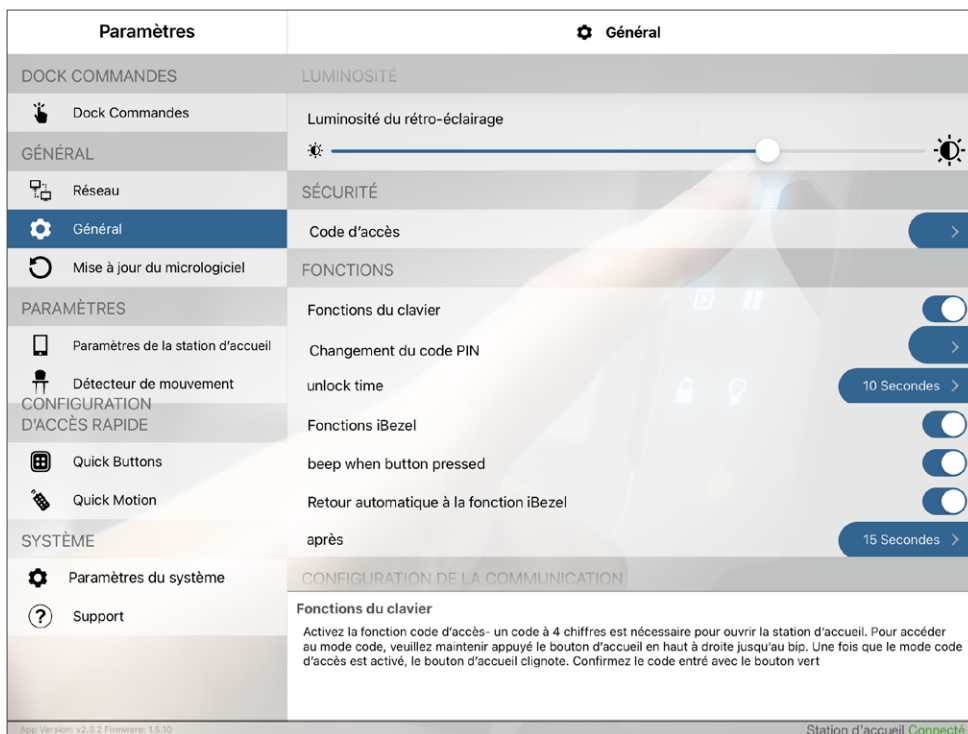 Paramètres
Général
DOCK COMMANDES
Dock Commandes
GÉNÉRAL
Réseau
Général
Mise à jour du micrologiciel
PARAMÈTRES
Paramètres de la station d'accueil
Détecteur de mouvement
CONFIGURATION
D'ACCÈS RAPIDE
Quick Buttons
Quick Motion
SYSTÈME
Paramètres du système
? Support
LUMINOSITÉ
Luminosité du rétro-éclairage
SÉCURITÉ
Code d'accès >
FONCTIONS
Fonctions du clavier
Changement du code PIN >
unlock time 10 Secondes >
Fonctions iBezel
beep when button pressed
Retour automatique à la fonction iBezel
après 15 Secondes >
CONFIGURATION DE LA COMMUNICATION
Fonctions du clavier
Activez la fonction code d'accès- un code à 4 chiffres est nécessaire pour ouvrir la station d'accueil. Pour accéder
au mode code, veuillez maintenir appuyé le bouton d'accueil en haut à droite jusqu'au bip. Une fois que le mode code
d'accès est activé, le bouton d'accueil clignote. Confirmez le code entré avec le bouton vert
App Version: v2.8.2 Firmware: 1.5.10
Station d'accueil Connecté